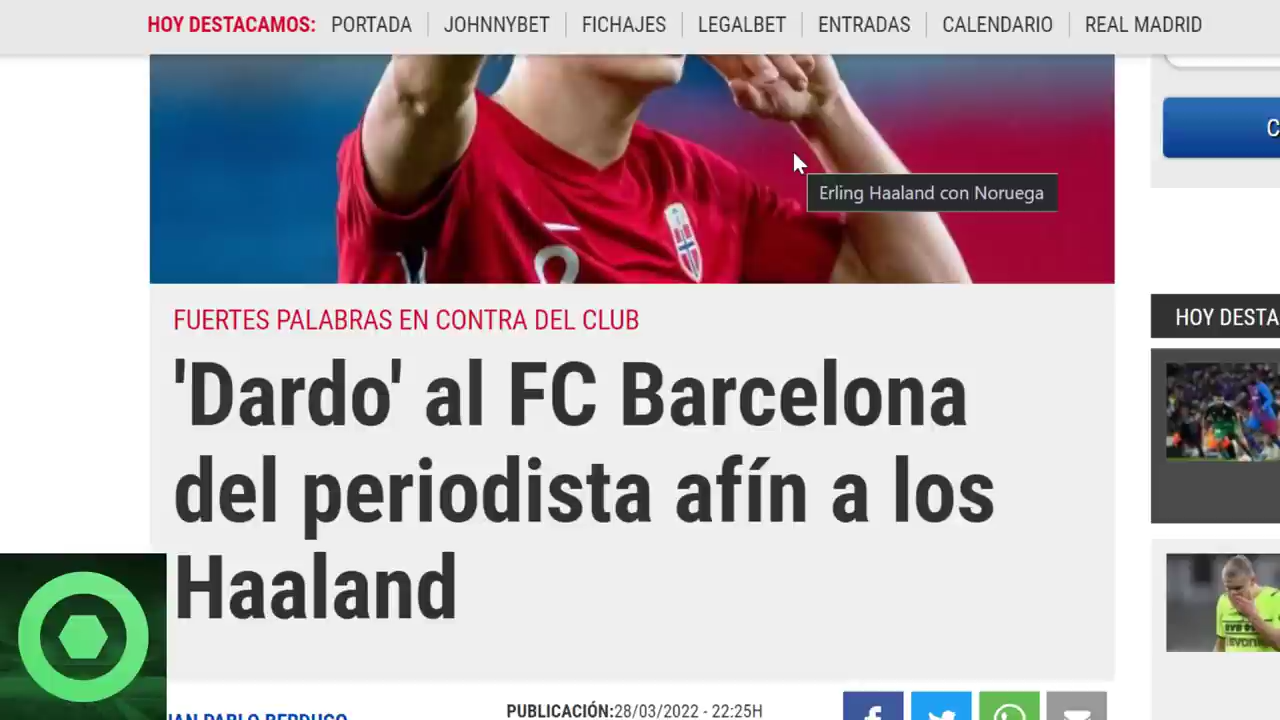 HOY DESTACAMOS: PORTADA JOHNNYBET FICHAJES LEGALBET ENTRADAS CALENDARIO REAL MADRID
Erling Haaland con Noruega
FUERTES PALABRAS EN CONTRA DEL CLUB
'Dardo' al FC Barcelona
del periodista afín a los
Haaland
HOY DESTA
PUBLICACIÓN:28/03/2022 - 22:25H